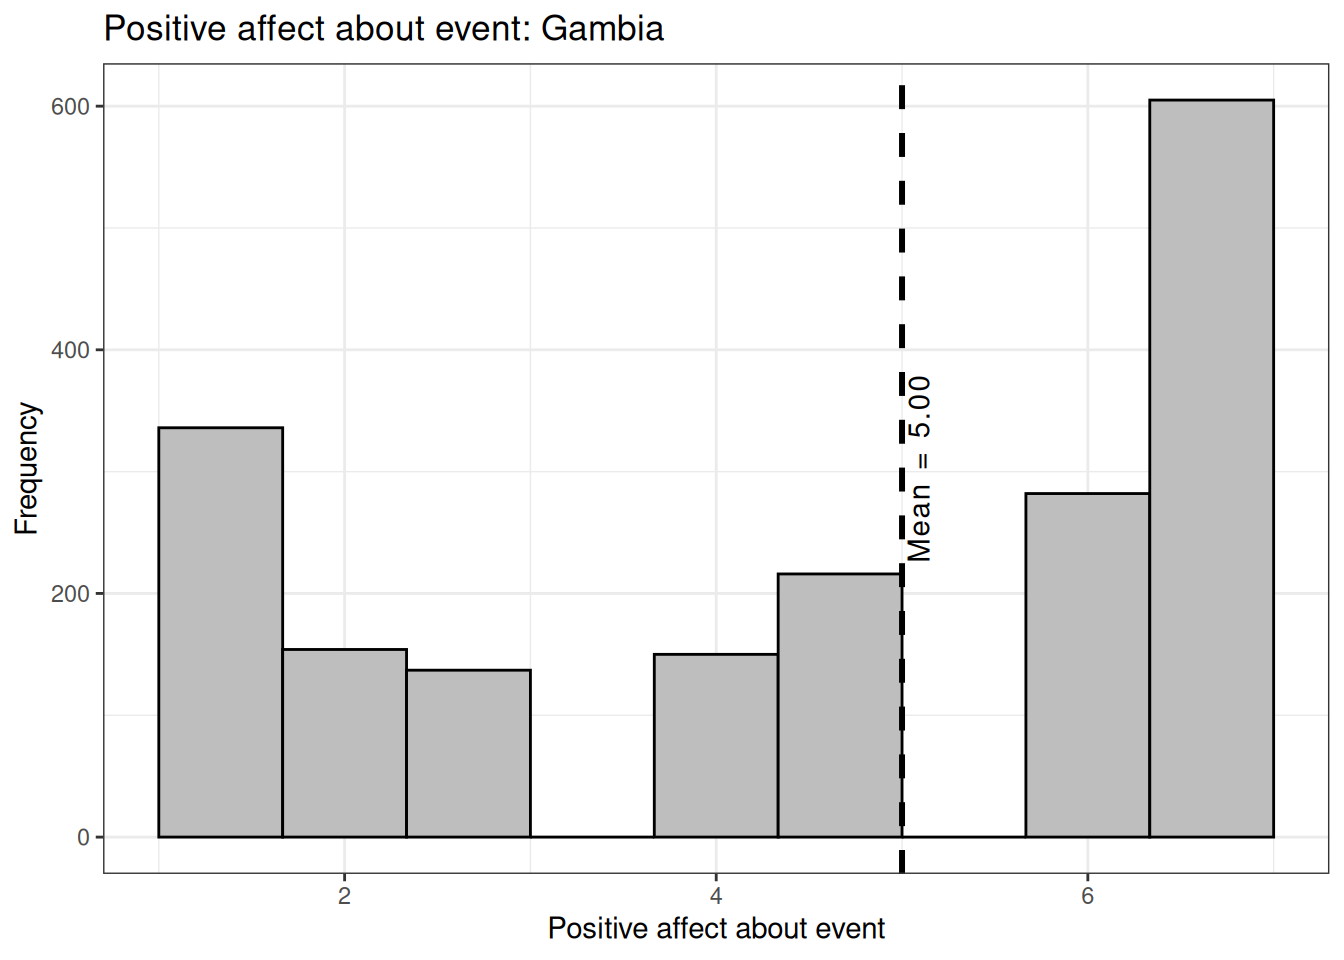 Positive affect about event: Gambia
600
400
200
0
Frequency
Mean = 5.00
2
4
6
Positive affect about event